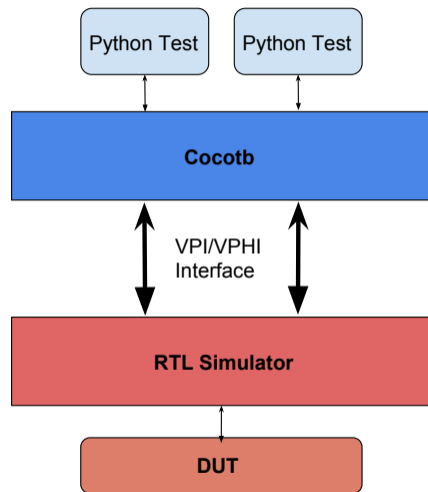 Python Test
Python Test
Cocotb
VPI/VPHI
Interface
RTL Simulator
DUT